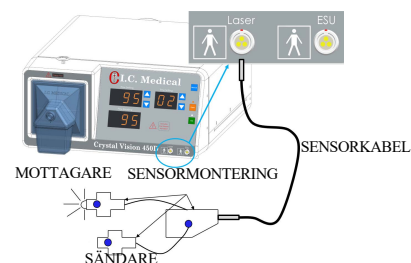 Laser ESU
I.C. Medical
95 02
95
Crystal Vision 450D
SENSORKABEL
MOTTAGARE SENSORMONTERING
SÄNDARE